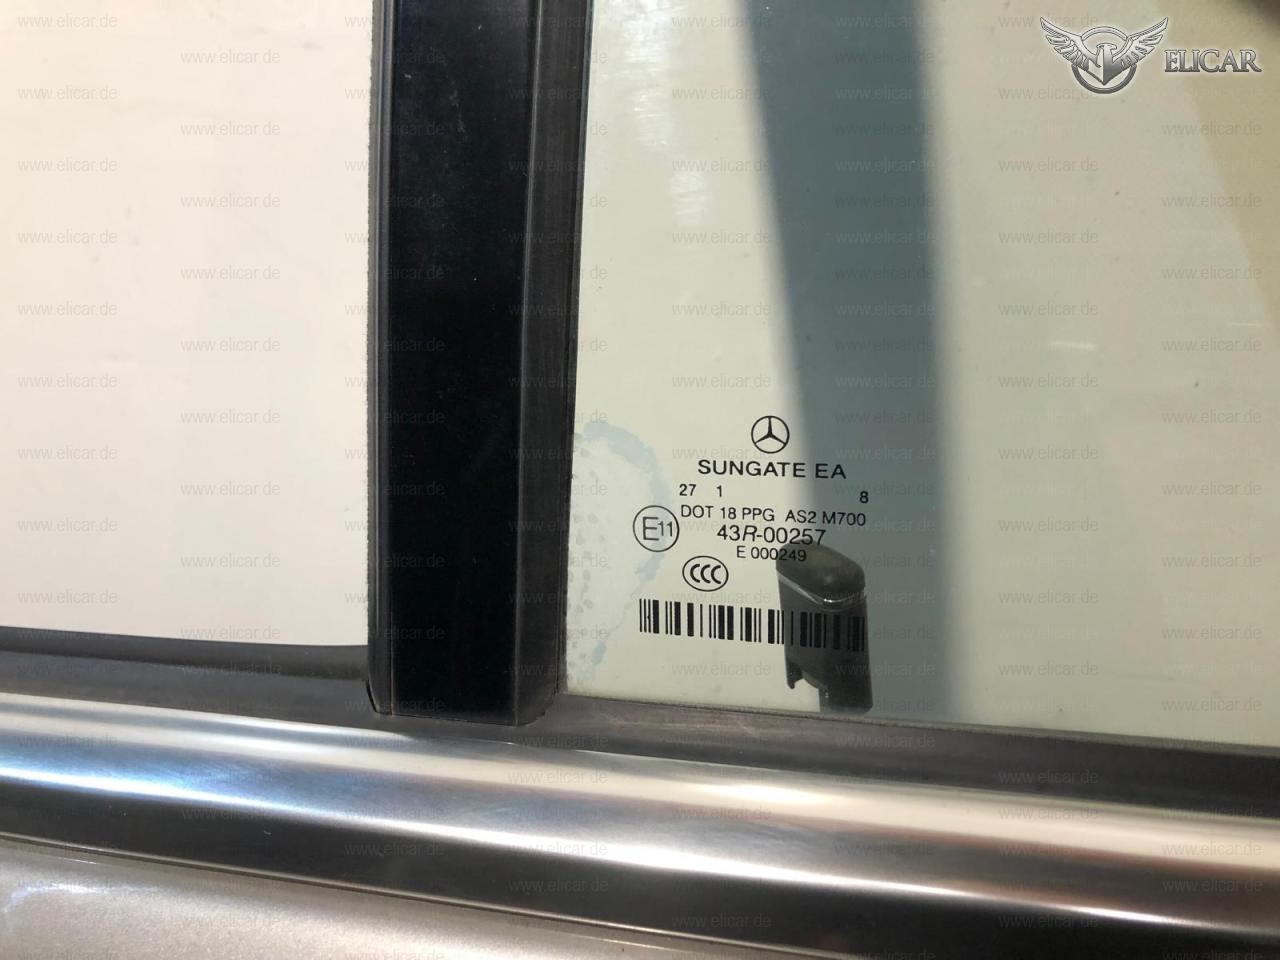 ELICAR
SUNGATE EA
27 1 8
DOT 18 PPG AS2 M700
E11
43R-00257
E 000249
CCC
www.elicar.de